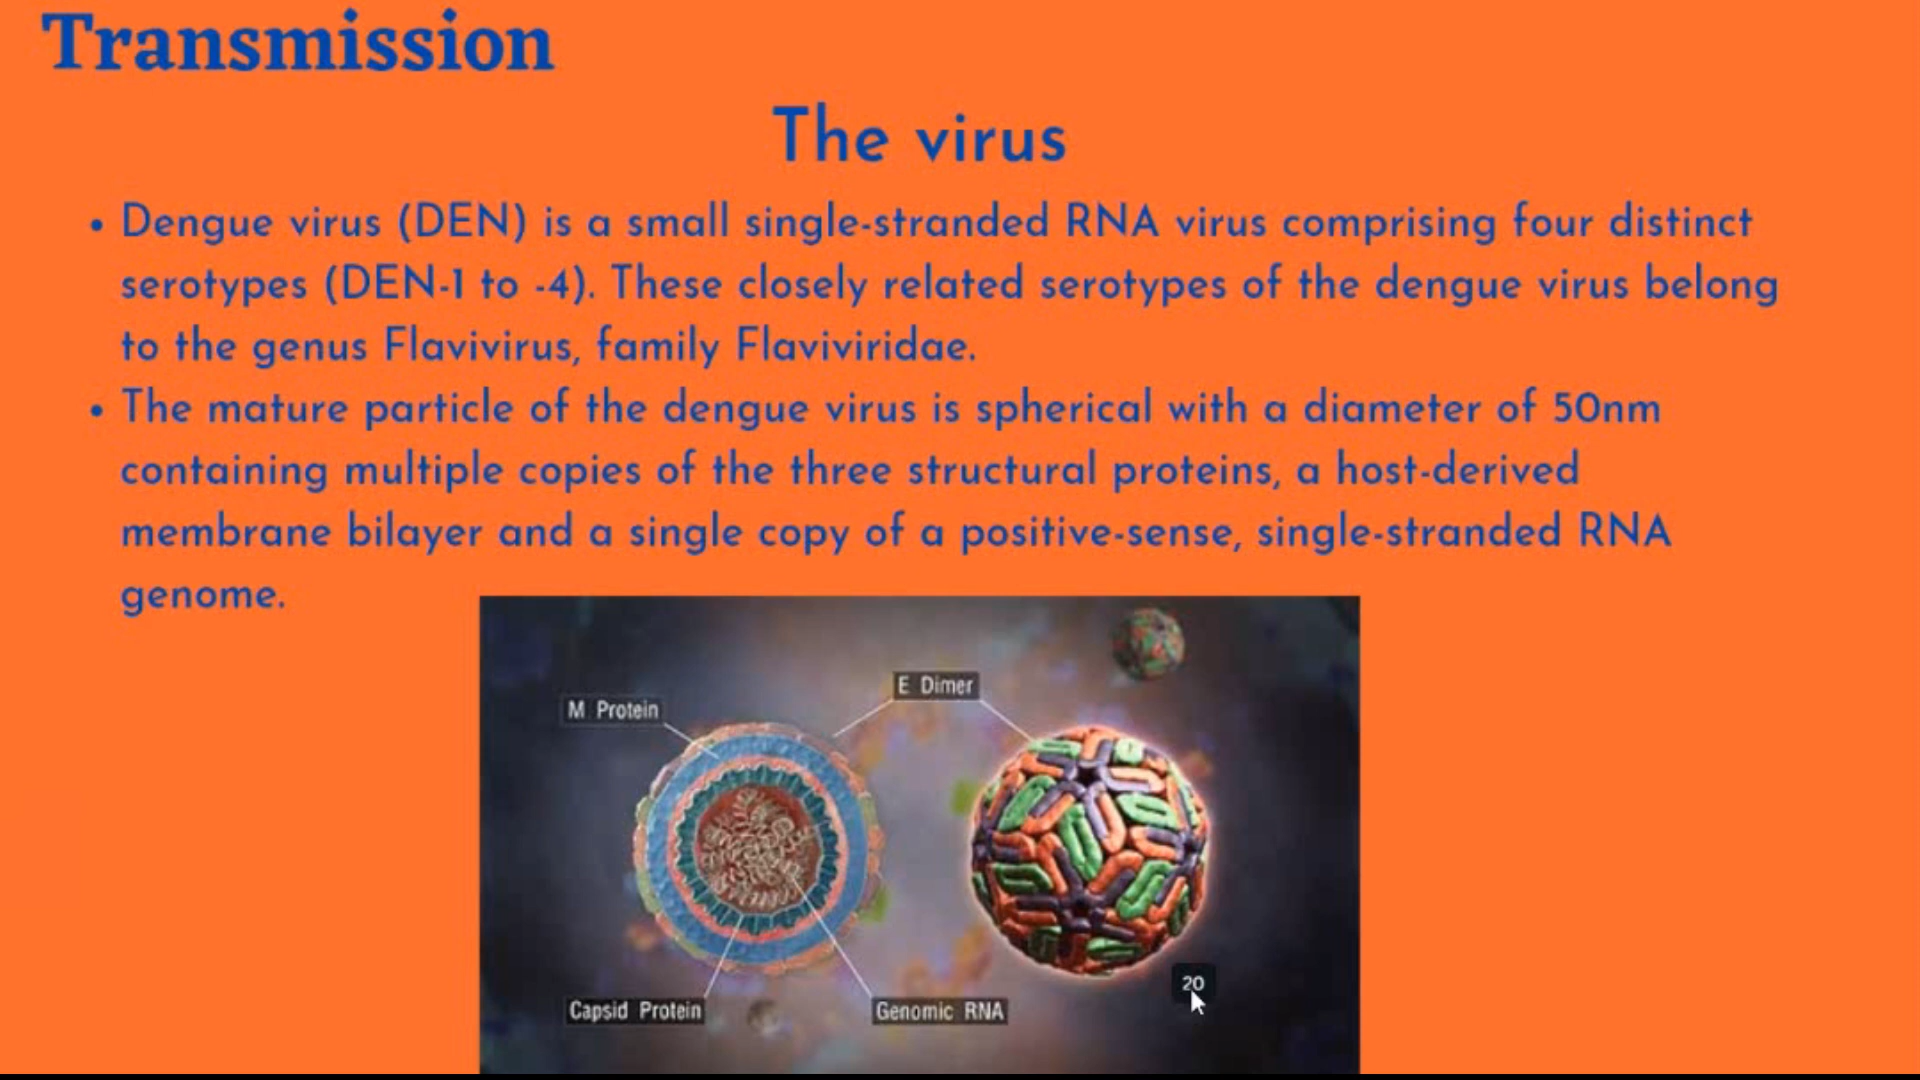 Transmission
The virus
• Dengue virus (DEN) is a small single-stranded RNA virus comprising four distinct
serotypes (DEN-1 to -4). These closely related serotypes of the dengue virus belong
to the genus Flavivirus, family Flaviviridae.
• The mature particle of the dengue virus is spherical with a diameter of 50nm
containing multiple copies of the three structural proteins, a host-derived
membrane bilayer and a single copy of a positive-sense, single-stranded RNA
genome.
E Dimer
M Protein
20
Capsid Protein
Genomic RNA